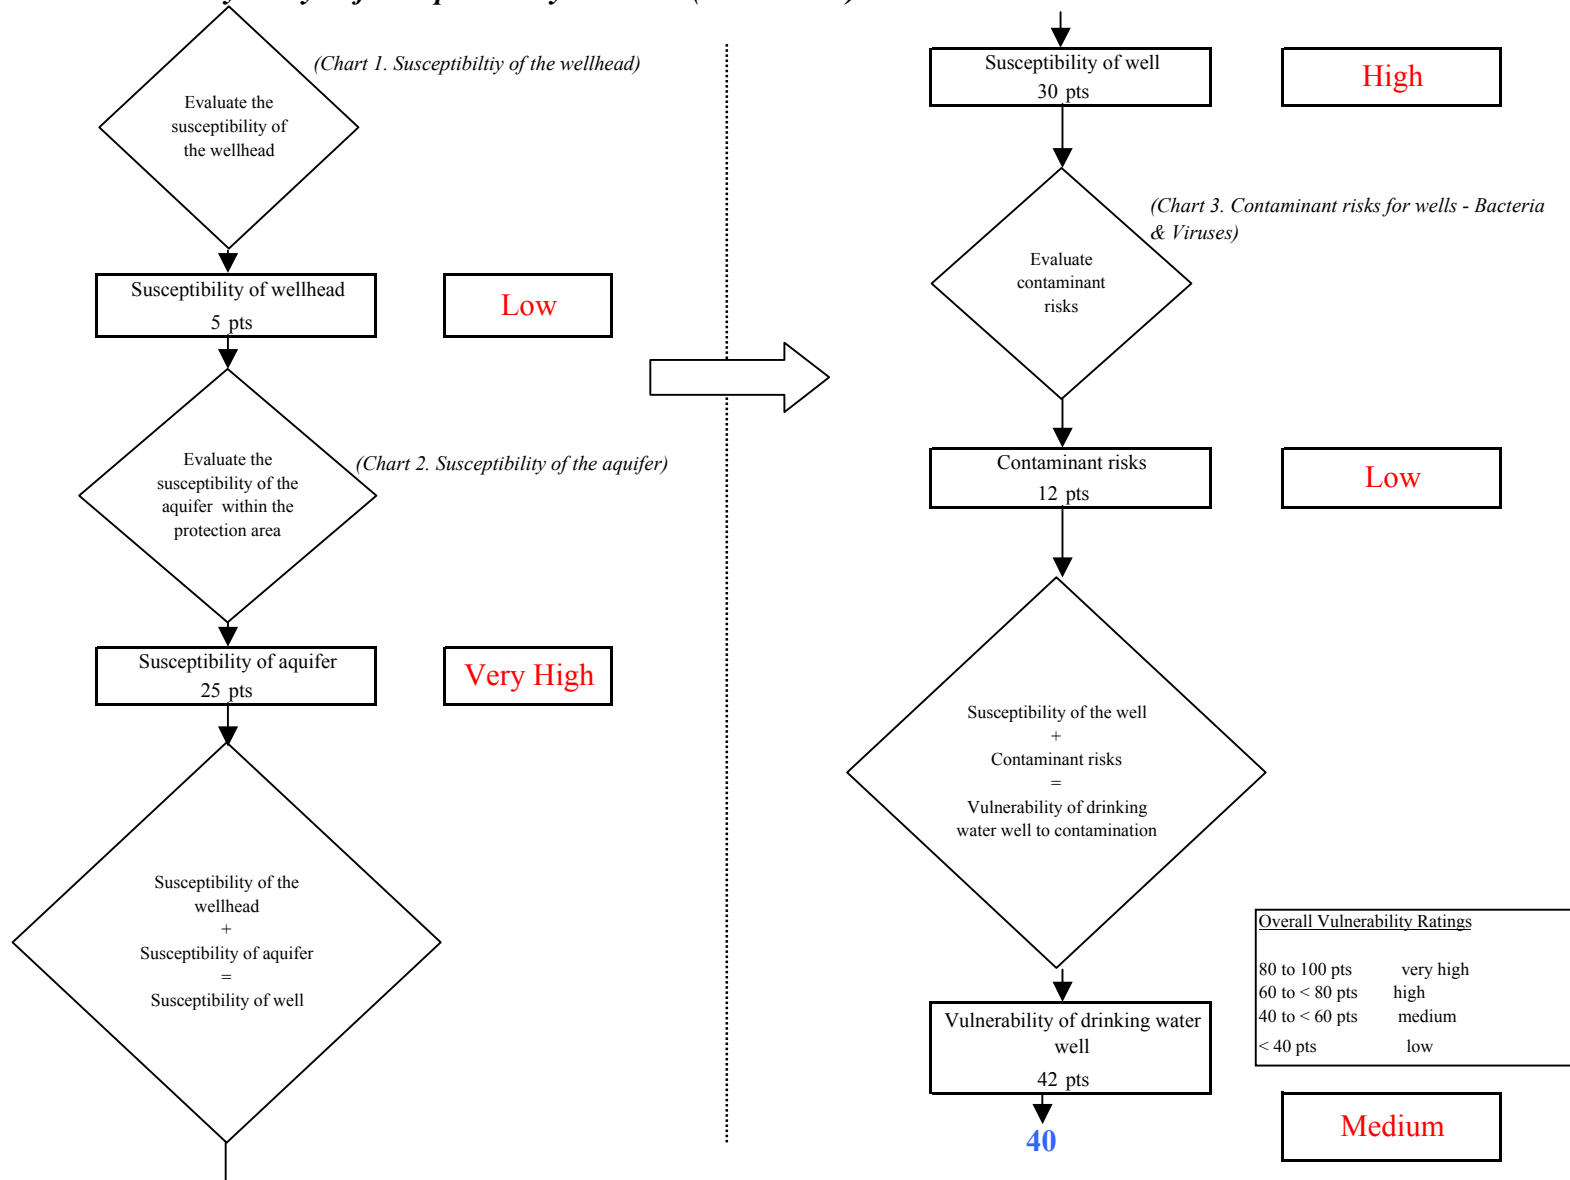 (Chart 1. Susceptibiltiy of the wellhead)
Evaluate the
susceptibility of
the wellhead
Susceptibility of wellhead
5 pts
Low
Evaluate the
susceptibility of the
aquifer within the
protection area
(Chart 2. Susceptibility of the aquifer)
Susceptibility of aquifer
25 pts
Very High
Susceptibility of the
wellhead
+
Susceptibility of aquifer
=
Susceptibility of well
Susceptibility of well
30 pts
High
(Chart 3. Contaminant risks for wells - Bacteria
& Viruses)
Evaluate
contaminant
risks
Contaminant risks
12 pts
Low
Susceptibility of the well
+
Contaminant risks
=
Vulnerability of drinking
water well to contamination
Overall Vulnerability Ratings
80 to 100 pts very high
60 to < 80 pts high
40 to < 60 pts medium
< 40 pts low
Vulnerability of drinking water
well
42 pts
40
Medium